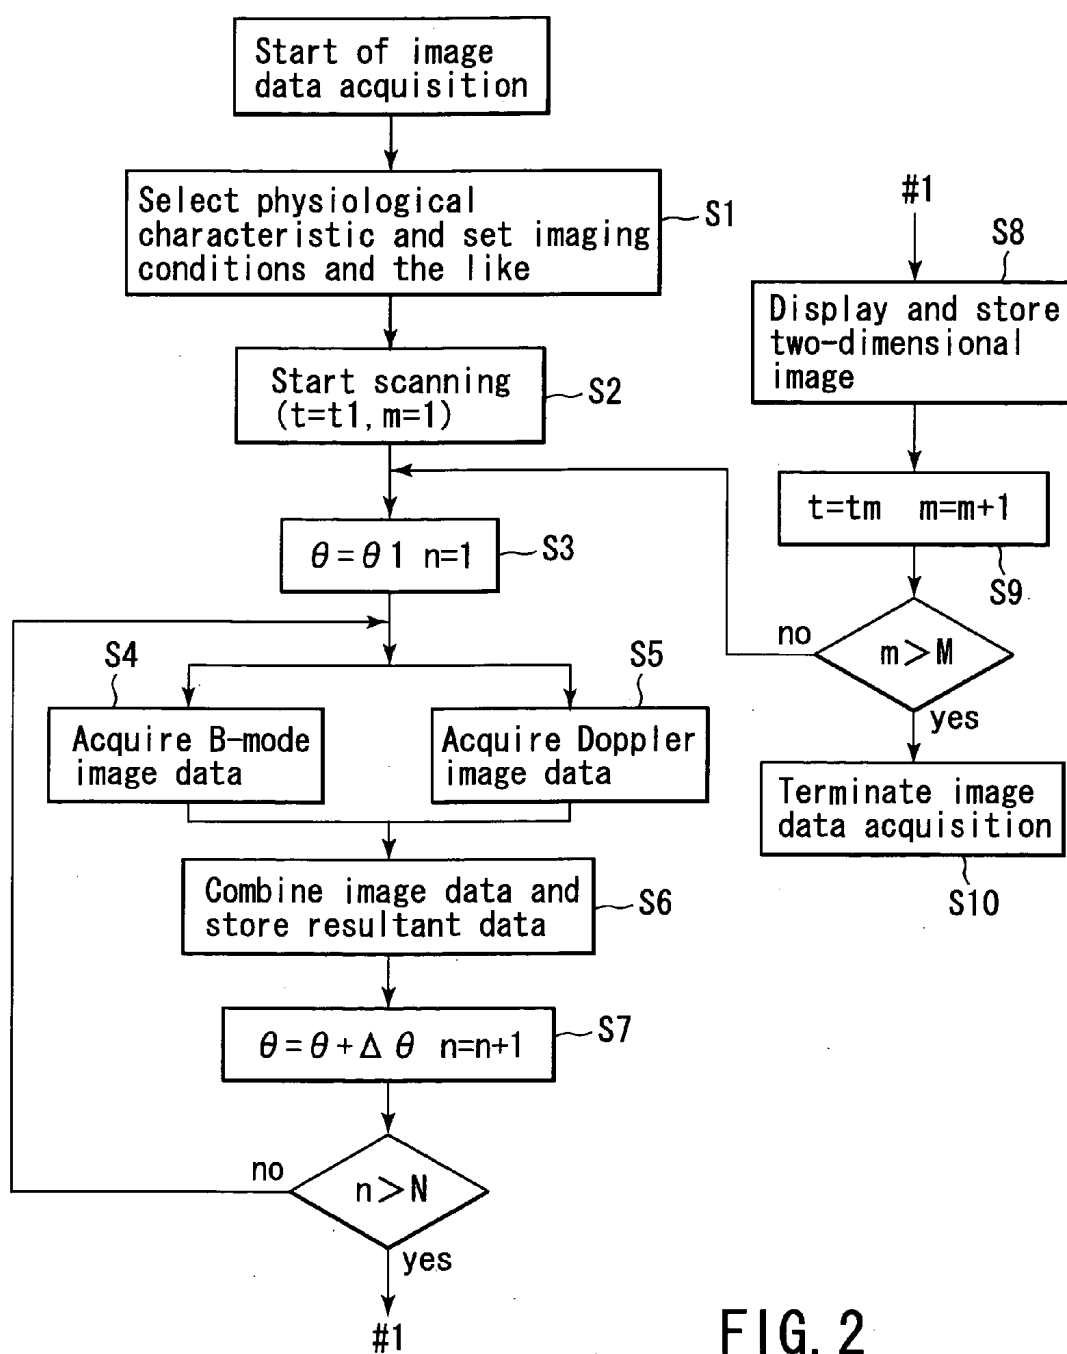 Start of image
data acquisition
Select physiological
characteristic and set imaging
conditions and the like
S1
Start scanning
(t=t1, m=1)
S2
θ=θ1 n=1
S3
S4
Acquire B-mode
image data
S5
Acquire Doppler
image data
Combine image data and
store resultant data
S6
θ=θ+Δθ n=n+1
S7
n>N
no
yes
#1
#1
S8
Display and store
two-dimensional
image
t=tm m=m+1
S9
m>M
no
yes
Terminate image
data acquisition
S10
FIG. 2